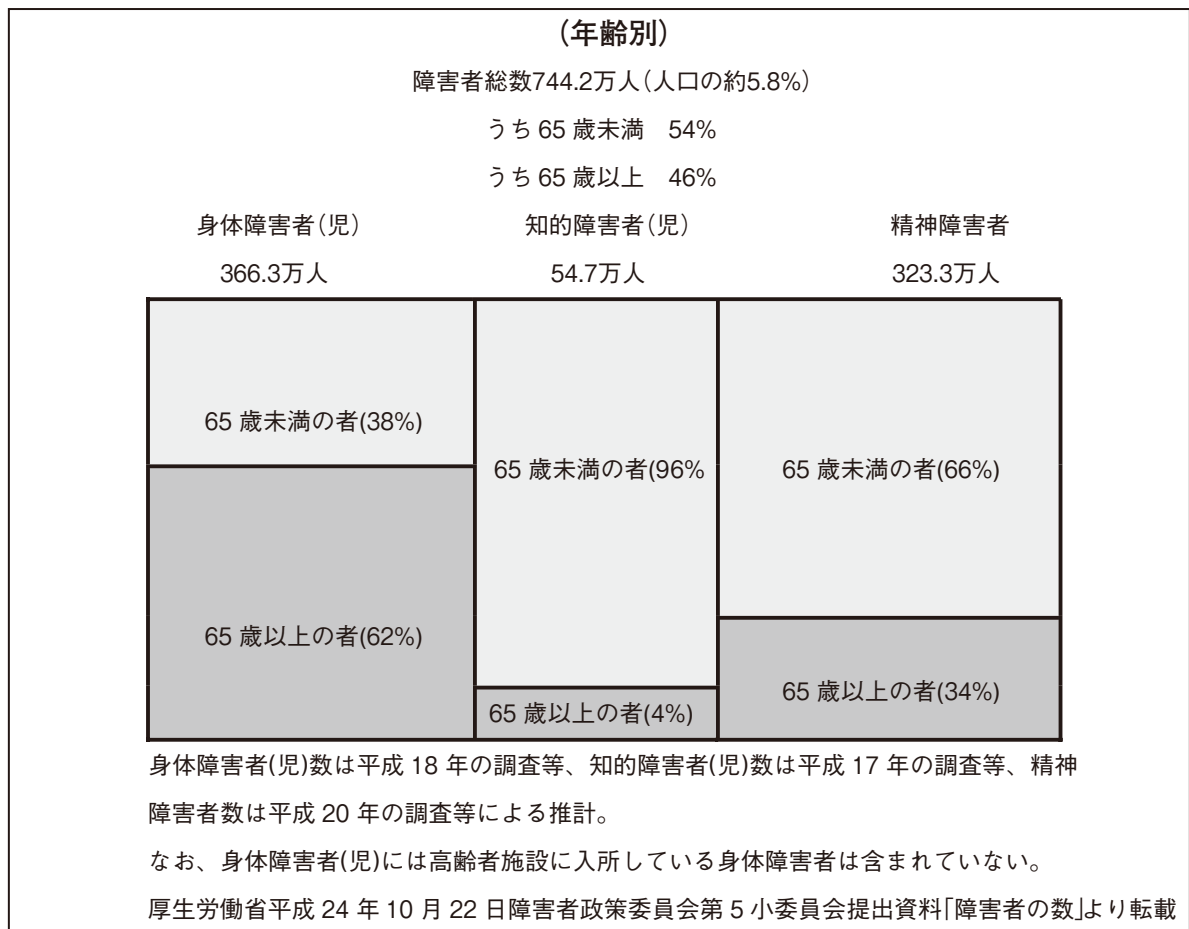 (年齢別)
障害者総数744.2万人(人口の約5.8%)
うち 65 歳未満　54%
うち 65 歳以上　46%
身体障害者(児)　知的障害者(児)　精神障害者
366.3万人　54.7万人　323.3万人
65 歳未満の者(38%)
65 歳未満の者(96%
65 歳未満の者(66%)
65 歳以上の者(62%)
65 歳以上の者(4%)
65 歳以上の者(34%)
身体障害者(児)数は平成 18 年の調査等、知的障害者(児)数は平成 17 年の調査等、精神
障害者数は平成 20 年の調査等による推計。
なお、身体障害者(児)には高齢者施設に入所している身体障害者は含まれていない。
厚生労働省平成 24 年 10 月 22 日障害者政策委員会第 5 小委員会提出資料「障害者の数」より転載